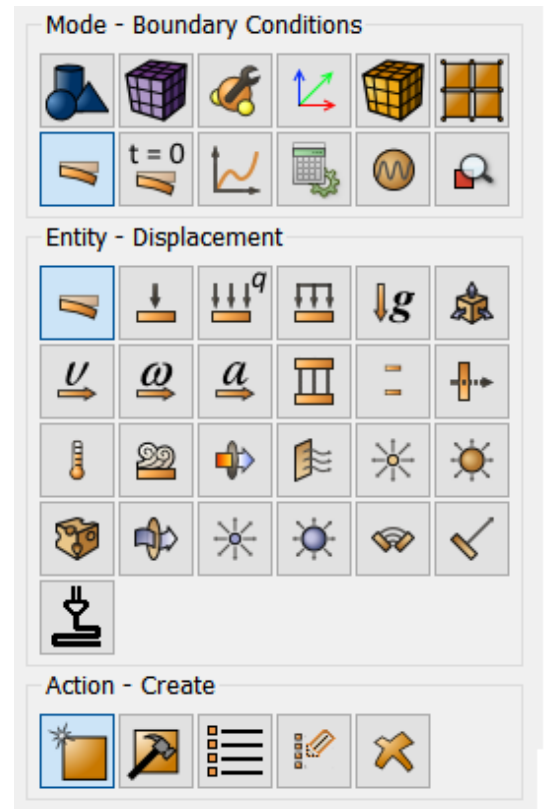 Mode - Boundary Conditions
t = 0
Entity - Displacement
q
g
υ
ω
a
Action - Create